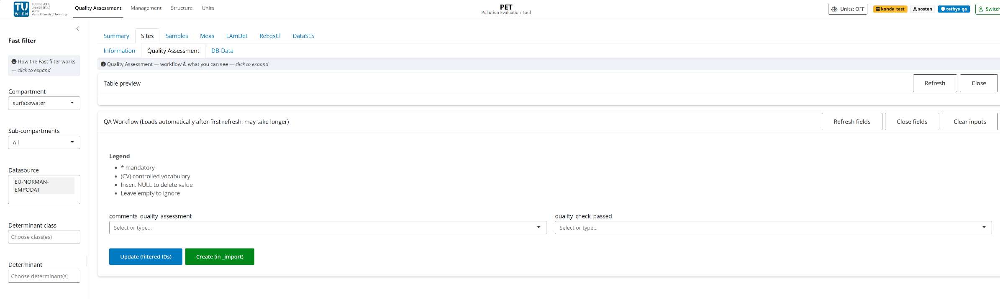 TU
WIEN
TECHNISCHE
UNIVERSITÄT
WIEN
Vienna University of Technology
Quality Assessment
Management
Structure
Units
PET
Pollution Evaluation Tool
Units: OFF
konda_test
sosten
tethys_qa
Switch
Fast filter
How the Fast filter works
— click to expand
Compartment
surfacewater
Sub-compartments
All
Datasource
EU-NORMAN-
EMPODAT
Determinant class
Choose class(es)
Determinant
Choose determinant(s)
Summary
Sites
Samples
Meas
LAmDet
ReEqsCl
DataSLS
Information
Quality Assessment
DB-Data
Quality Assessment — workflow & what you can see — click to expand
Table preview
Refresh
Close
QA Workflow (Loads automatically after first refresh, may take longer)
Refresh fields
Close fields
Clear inputs
Legend
* mandatory
(CV) controlled vocabulary
Insert NULL to delete value
Leave empty to ignore
comments_quality_assessment
Select or type...
quality_check_passed
Select or type...
Update (filtered IDs)
Create (in _import)